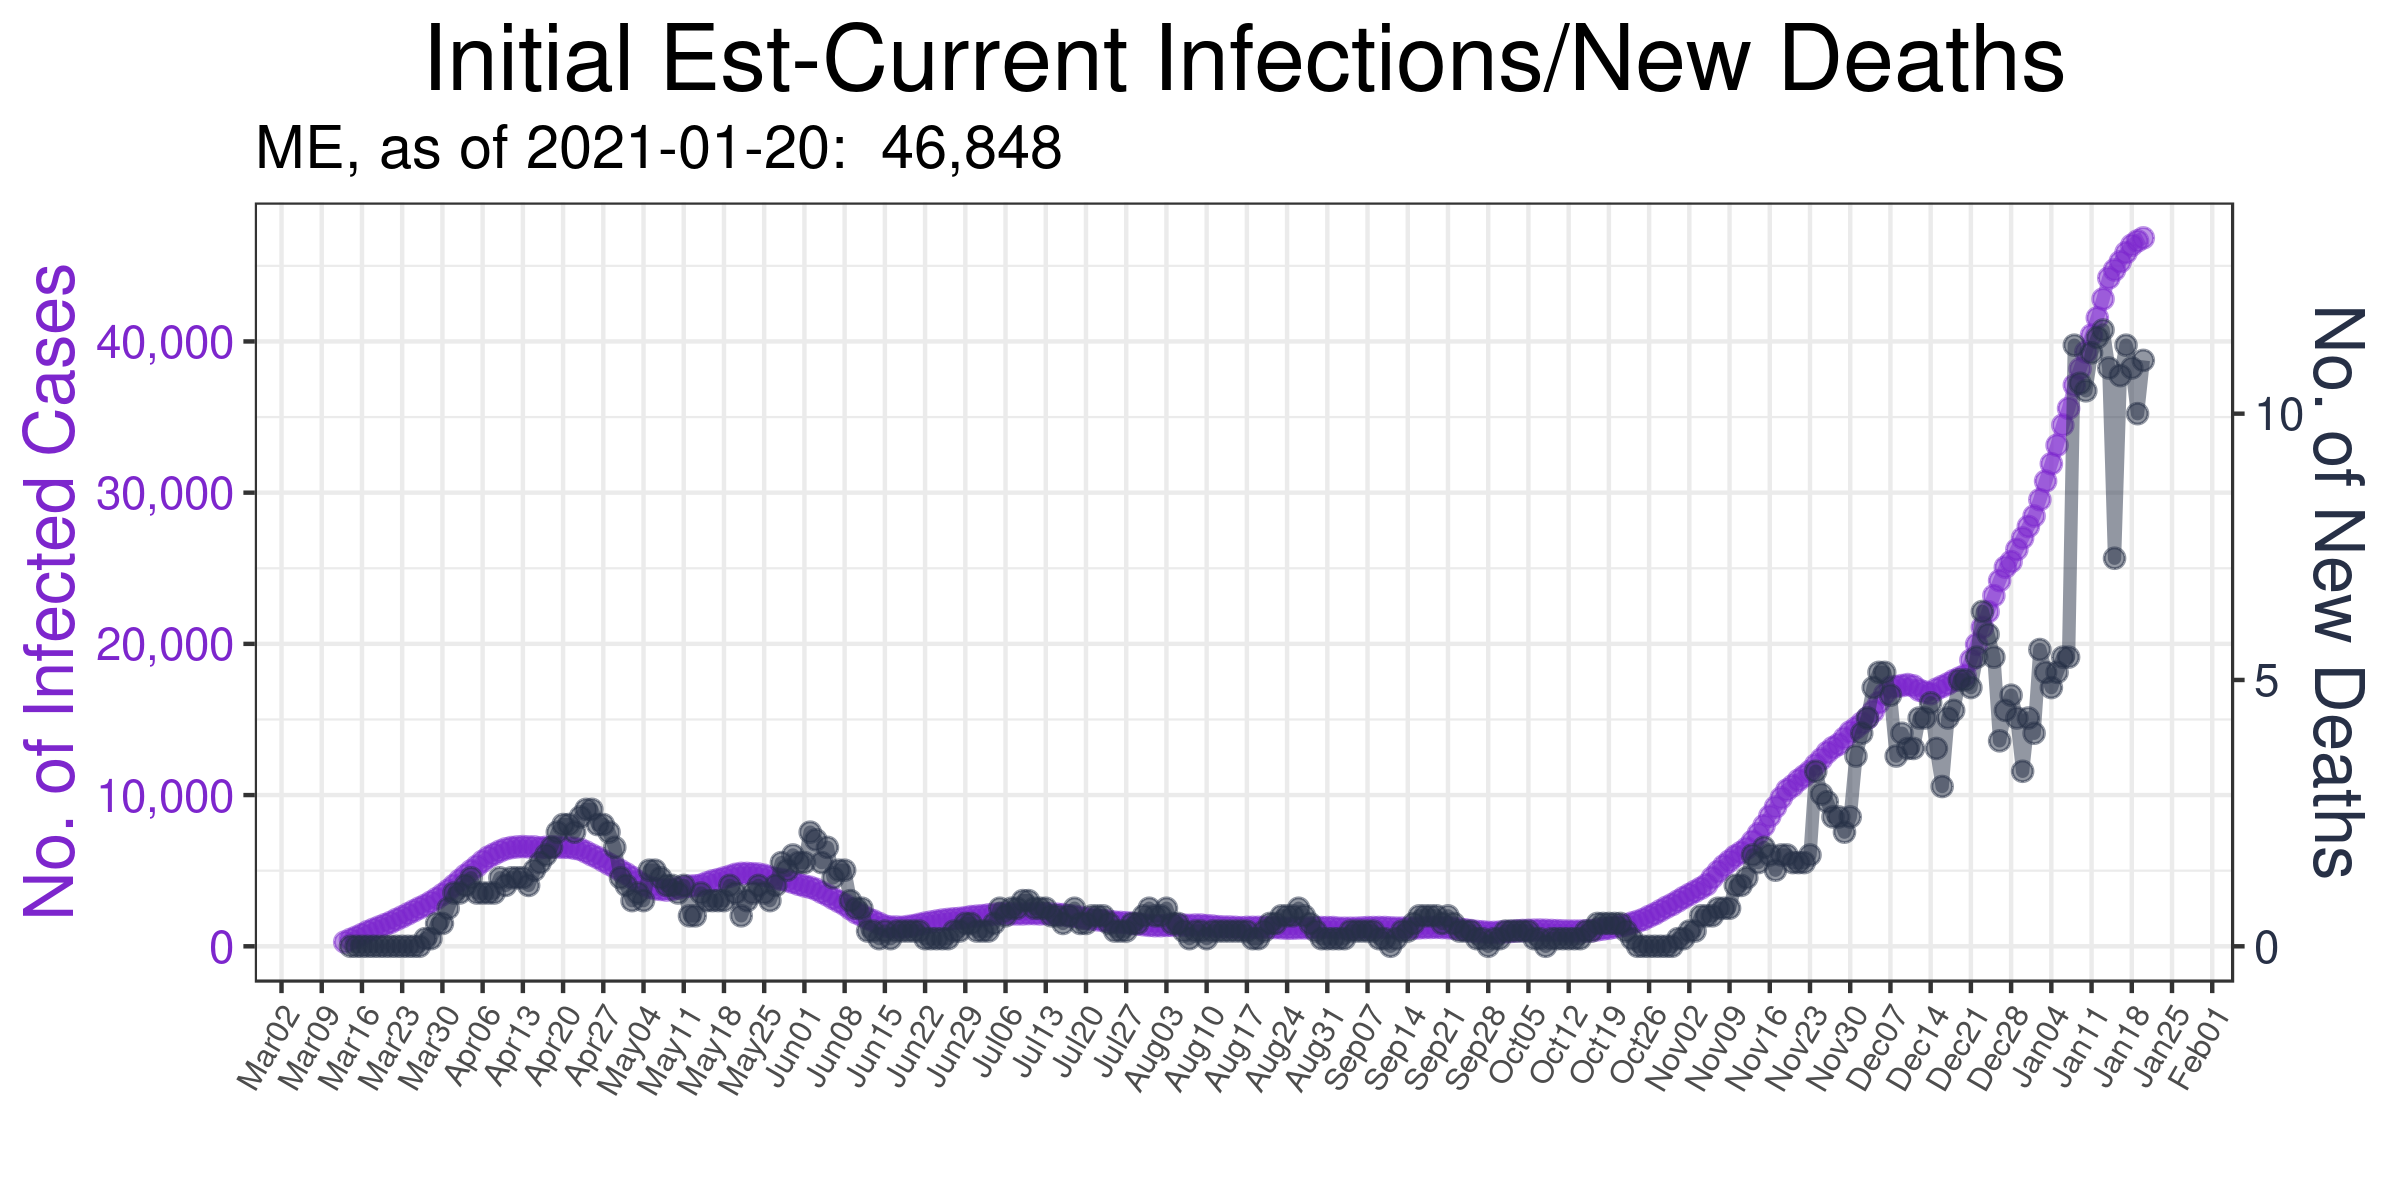 Initial Est-Current Infections/New Deaths
ME, as of 2021-01-20: 46,848
No. of Infected Cases
40,000
30,000
20,000
10,000
0
No. of New Deaths
10
5
0
Mar02
Mar09
Mar16
Mar23
Mar30
Apr06
Apr13
Apr20
Apr27
May04
May11
May18
May25
Jun01
Jun08
Jun15
Jun22
Jun29
Jul06
Jul13
Jul20
Jul27
Aug03
Aug10
Aug17
Aug24
Aug31
Sep07
Sep14
Sep21
Sep28
Oct05
Oct12
Oct19
Oct26
Nov02
Nov09
Nov16
Nov23
Nov30
Dec07
Dec14
Dec21
Dec28
Jan04
Jan11
Jan18
Jan25
Feb01